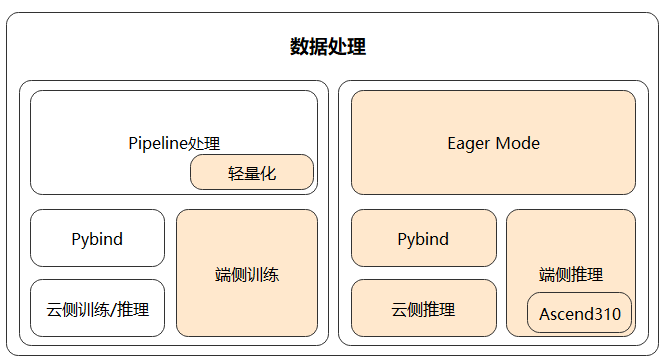 数据处理
Pipeline处理
轻量化
Pybind
云侧训练/推理
端侧训练
Eager Mode
Pybind
云侧推理
端侧推理
Ascend310